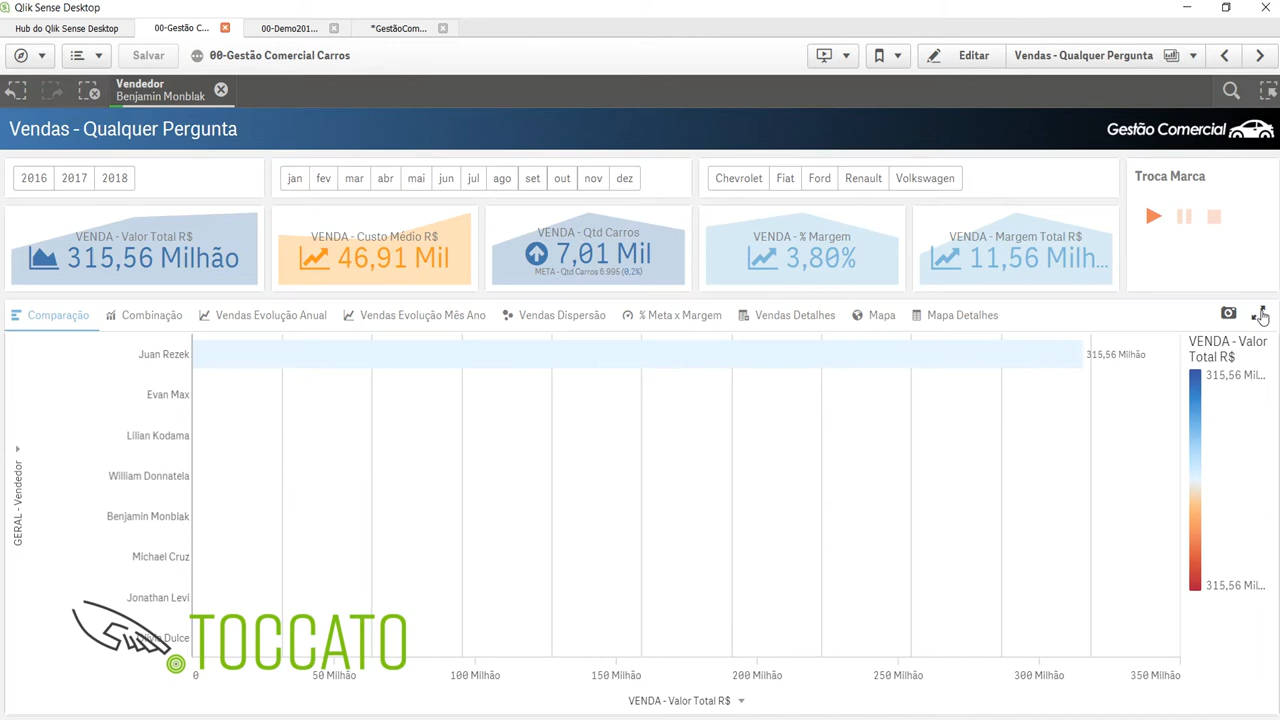 Qlik Sense Desktop
Hub do Qlik Sense Desktop
00-Gestão C...
00-Demo201...
*GestãoCom...
Salvar
00-Gestão Comercial Carros
Editar
Vendas - Qualquer Pergunta
Vendedor
Benjamin Monblak
Vendas - Qualquer Pergunta
Gestão Comercial
2016 2017 2018
jan fev mar abr mai jun jul ago set out nov dez
Chevrolet Fiat Ford Renault Volkswagen
Troca Marca
VENDA - Valor Total R$
315,56 Milhão
VENDA - Custo Médio R$
46,91 Mil
VENDA - Qtd Carros
7,01 Mil
META - Qtd Carros 6.995 (0,2%)
VENDA - % Margem
3,80%
VENDA - Margem Total R$
11,56 Milh...
Comparação
Combinação
Vendas Evolução Anual
Vendas Evolução Mês Ano
Vendas Dispersão
% Meta x Margem
Vendas Detalhes
Mapa
Mapa Detalhes
GERAL - Vendedor
Juan Rezek
315,56 Milhão
Evan Max
Lilian Kodama
William Donnatela
Benjamin Monblak
Michael Cruz
Jonathan Levi
Dulce
TOCCATO
0 50 Milhão 100 Milhão 150 Milhão 200 Milhão 250 Milhão 300 Milhão 350 Milhão
VENDA - Valor Total R$
VENDA - Valor
Total R$
315,56 Mil...
315,56 Mil...